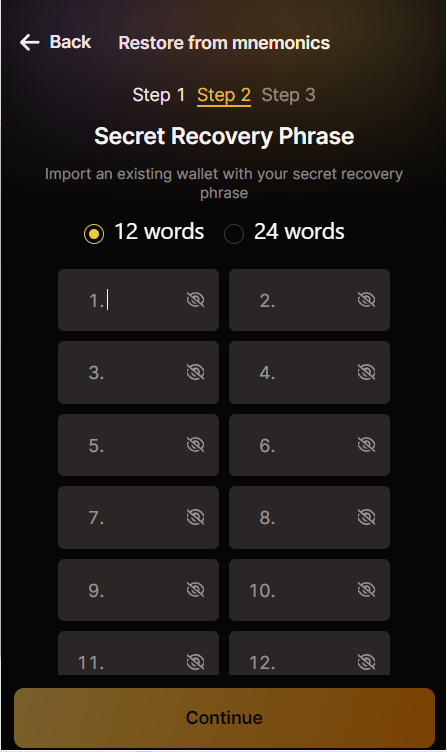 Back Restore from mnemonics
Step 1 Step 2 Step 3
Secret Recovery Phrase
Import an existing wallet with your secret recovery
phrase
12 words 24 words
1. 2.
3. 4.
5. 6.
7. 8.
9. 10.
11. 12.
Continue